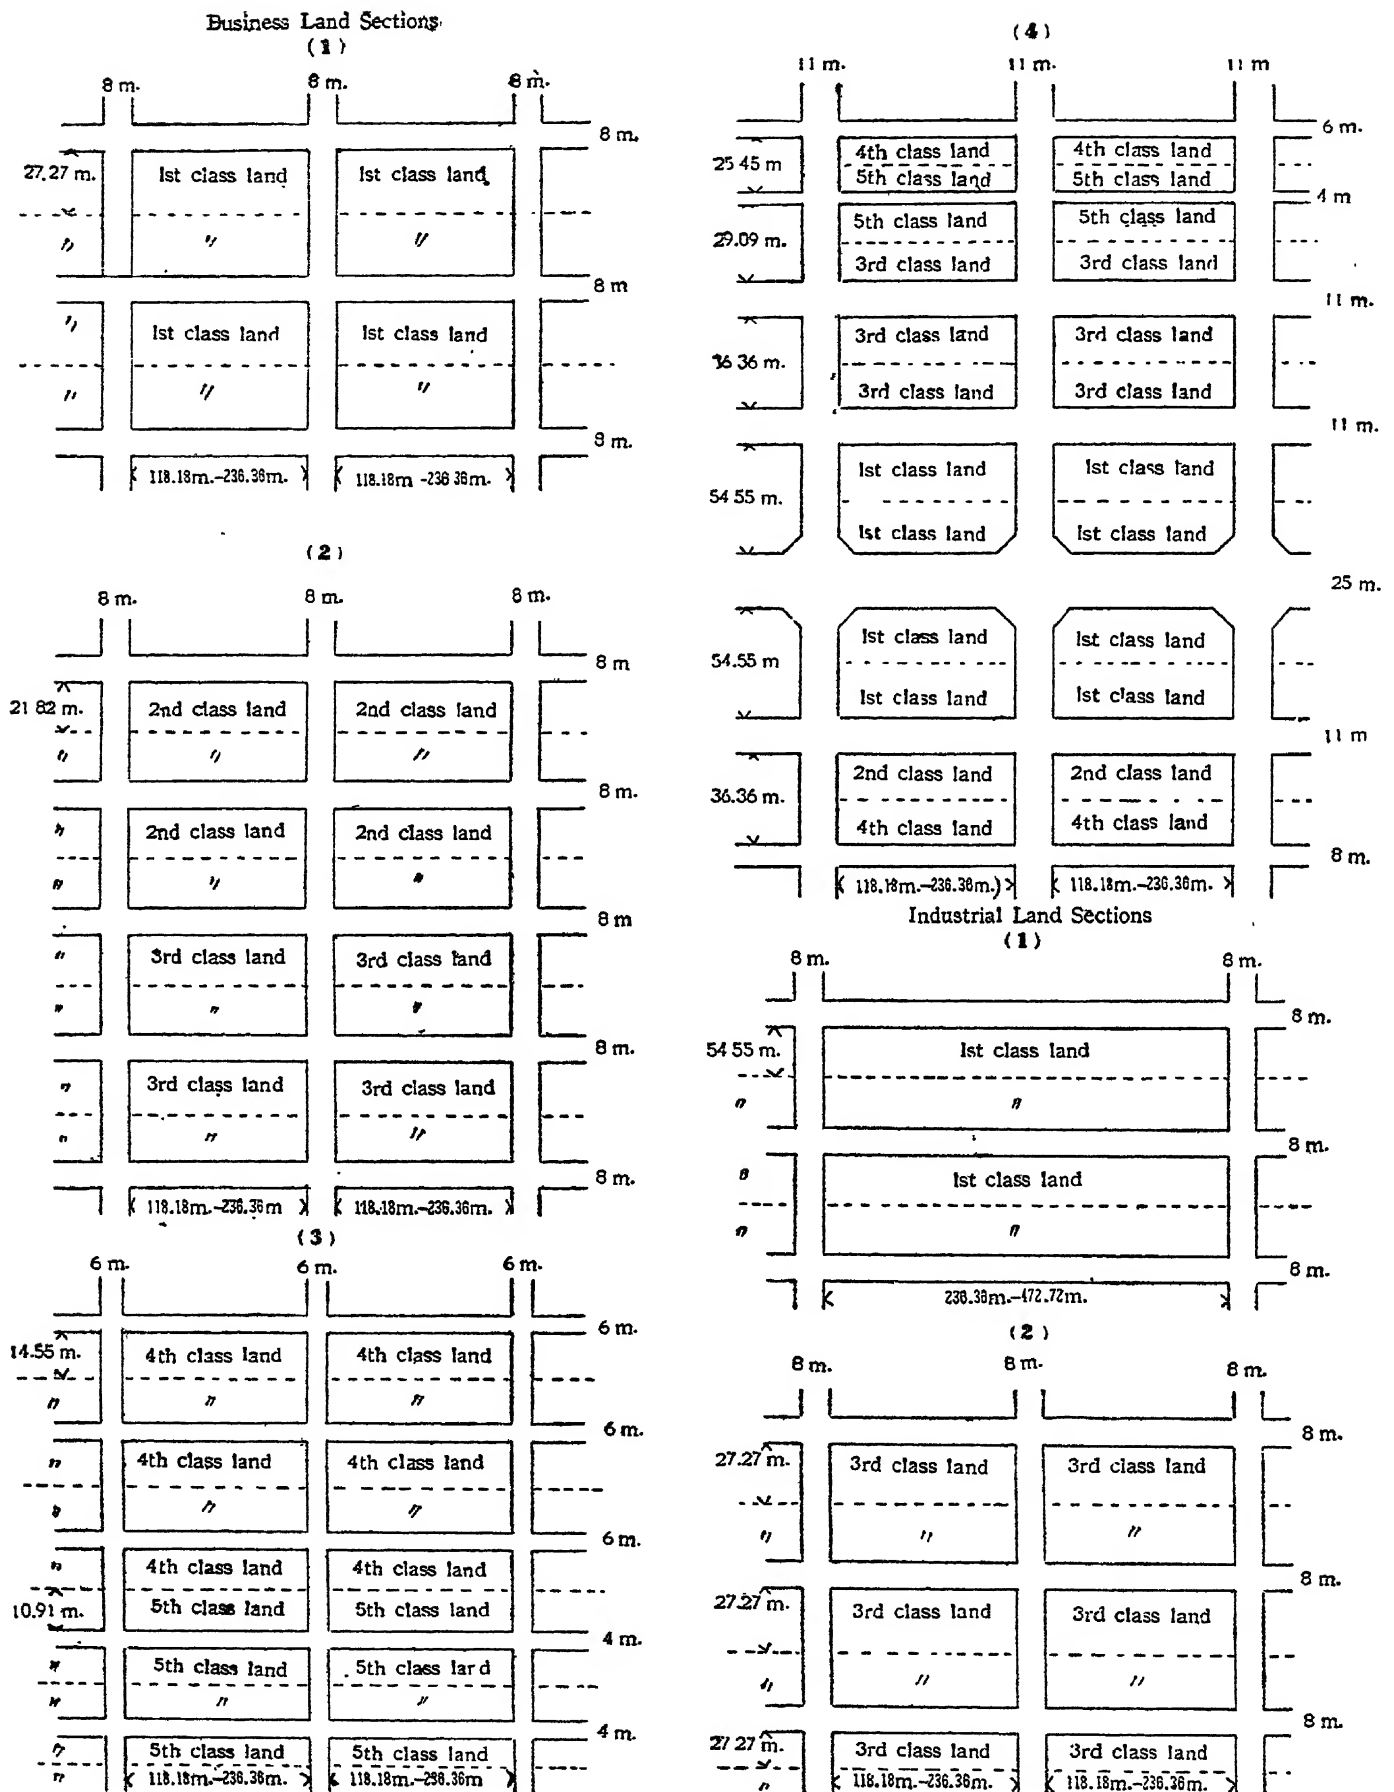 Business Land Sections
(1)
8 m. 8 m. 8 m.
8 m.
27.27 m. 1st class land 1st class land
〃 〃 〃
8 m
〃 1st class land 1st class land
〃 〃 〃
8 m.
118.18m.-236.36m. 118.18m -236 36m.
(2)
8 m. 8 m. 8 m.
8 m
21 82 m. 2nd class land 2nd class land
〃 〃 〃
8 m.
〃 2nd class land 2nd class land
〃 〃 〃
8 m
〃 3rd class land 3rd class land
〃 〃 〃
8 m.
〃 3rd class land 3rd class land
〃 〃 〃
8 m.
118.18m.-236.36m 118.18m.-236.36m.
(3)
6 m. 6 m. 6 m.
6 m.
14.55 m. 4th class land 4th class land
〃 〃 〃
6 m.
〃 4th class land 4th class land
〃 〃 〃
6 m.
〃 4th class land 4th class land
10.91 m. 5th class land 5th class land
4 m.
〃 5th class land 5th class lard
〃 〃 〃
4 m.
〃 5th class land 5th class land
〃 118.18m.-236.36m. 118.18m.-236.36m
(4)
11 m. 11 m. 11 m
6 m.
25 45 m 4th class land 4th class land
5th class land 5th class land
4 m
29.09 m. 5th class land 5th class land
3rd class land 3rd class land
11 m.
36 36 m. 3rd class land 3rd class land
3rd class land 3rd class land
11 m.
54 55 m. 1st class land 1st class land
1st class land 1st class land
25 m.
54.55 m 1st class land 1st class land
1st class land 1st class land
11 m
36.36 m. 2nd class land 2nd class land
4th class land 4th class land
8 m.
118.18m.-236.36m.) 118.18m.-236.36m.
Industrial Land Sections
(1)
8 m. 8 m.
8 m.
54 55 m. 1st class land
〃 〃
8 m.
〃 1st class land
〃 〃
8 m.
236.36m.-472.72m.
(2)
8 m. 8 m. 8 m.
8 m.
27.27 m. 3rd class land 3rd class land
〃 〃 〃
8 m.
27.27 m. 3rd class land 3rd class land
〃 〃 〃
8 m.
27 27 m. 3rd class land 3rd class land
〃 118.18m.-236.36m. 118.18m.-236.36m.